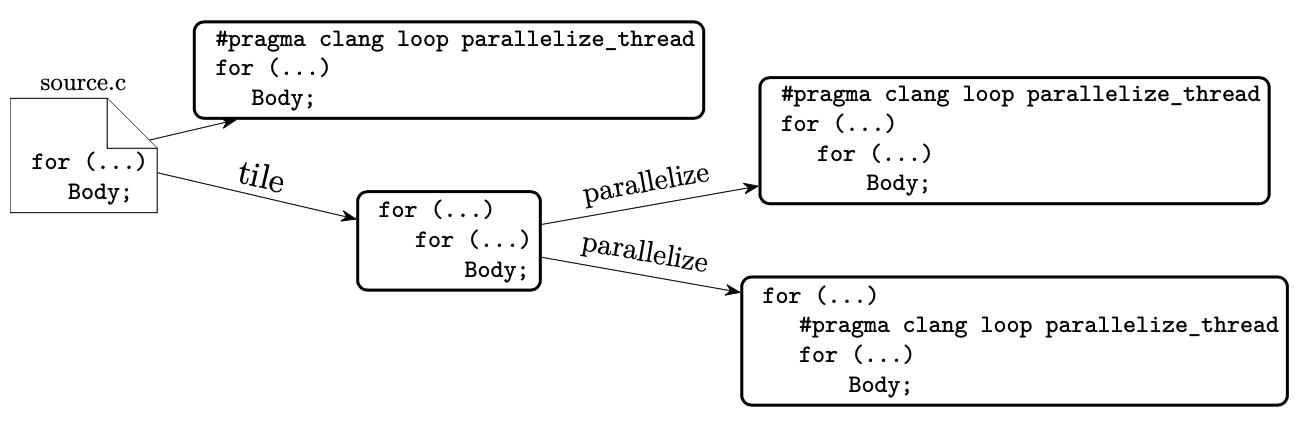 source.c
for (...)
Body;
#pragma clang loop parallelize_thread
for (...)
Body;
tile
for (...)
for (...)
Body;
parallelize
parallelize
#pragma clang loop parallelize_thread
for (...)
for (...)
Body;
for (...)
#pragma clang loop parallelize_thread
for (...)
Body;